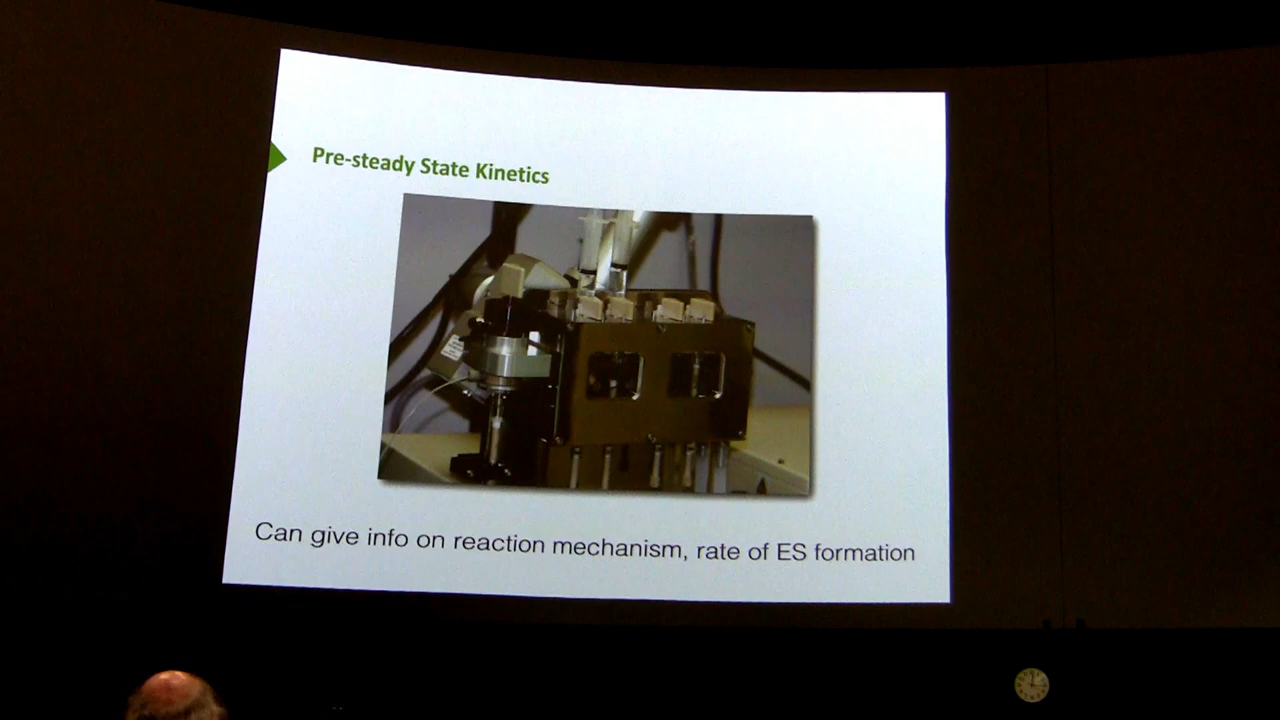 Pre-steady State Kinetics
Can give info on reaction mechanism, rate of ES formation